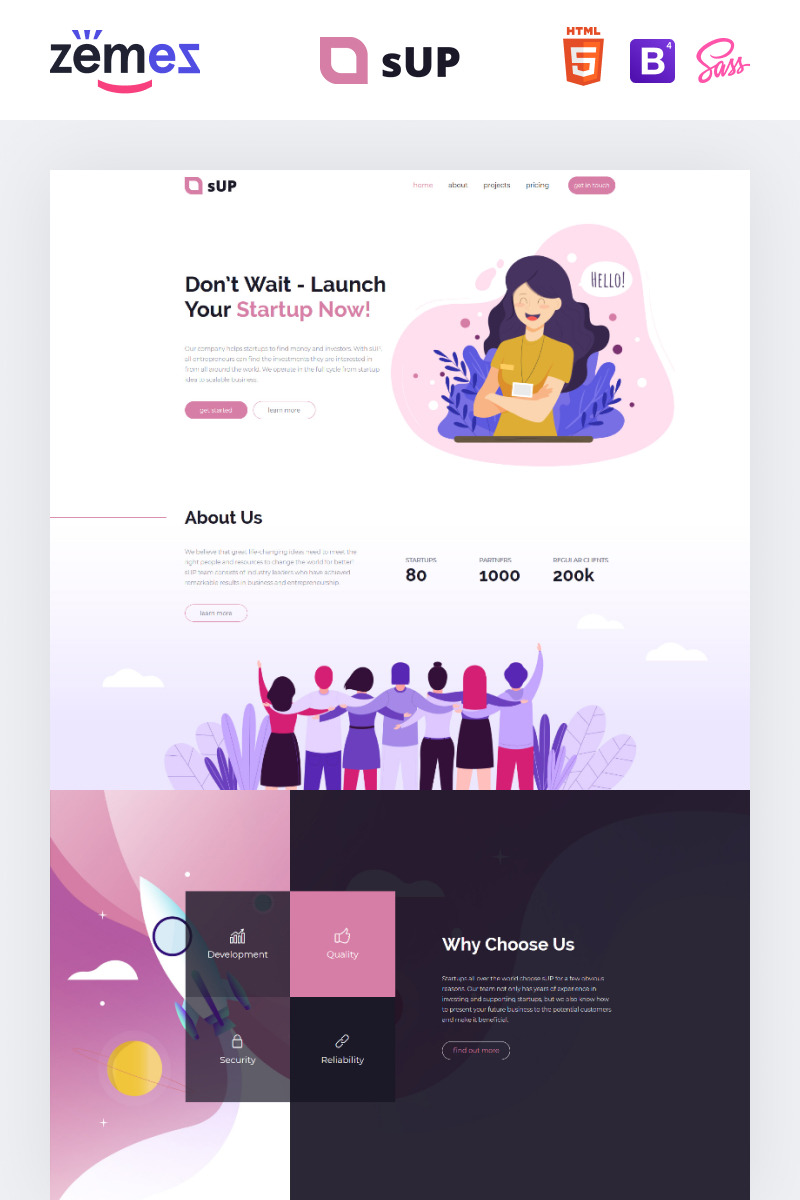 zemes
sUP
HTML
5
B
4
Sass
sUP
home
about
projects
pricing
get in touch
HELLO!
Don't Wait - Launch
Your Startup Now!
Our company helps startups to find money and investors. With sUP,
all entrepreneurs can find the investments they are interested in
from all around the world. We operate in the full cycle from startup
idea to scalable business.
get started
learn more
About Us
We believe that great life-changing ideas need to meet the
right people and resources to change the world for better!
sUP team consists of industry leaders who have achieved
remarkable results in business and entrepreneurship.
STARTUPS
PARTNERS
REGULAR CLIENTS
80
1000
200k
learn more
Development
Quality
Security
Reliability
Why Choose Us
Startups all over the world choose sUP for a few obvious
reasons. Our team not only has years of experience in
investing and supporting startups, but we also know how
to present your future business to the potential customers
and make it beneficial.
find out more